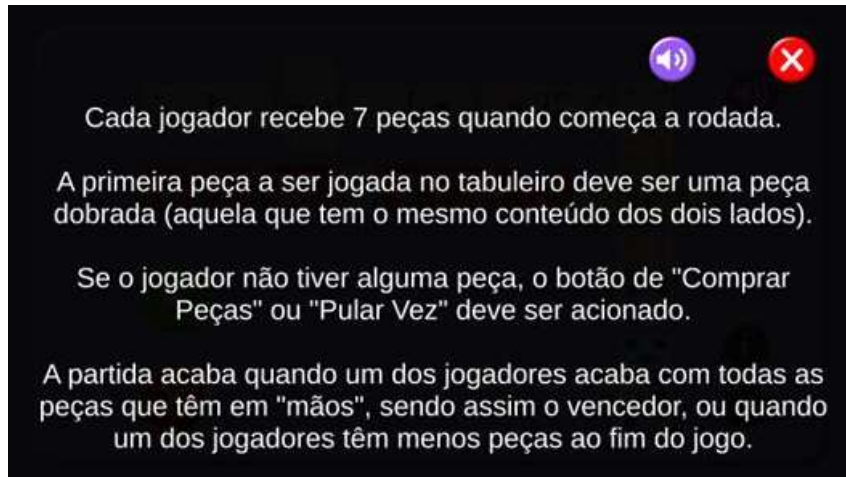 Cada jogador recebe 7 peças quando começa a rodada.
A primeira peça a ser jogada no tabuleiro deve ser uma peça
dobrada (aquela que tem o mesmo conteúdo dos dois lados).
Se o jogador não tiver alguma peça, o botão de "Comprar
Peças" ou "Pular Vez" deve ser acionado.
A partida acaba quando um dos jogadores acaba com todas as
peças que têm em "mãos", sendo assim o vencedor, ou quando
um dos jogadores têm menos peças ao fim do jogo.